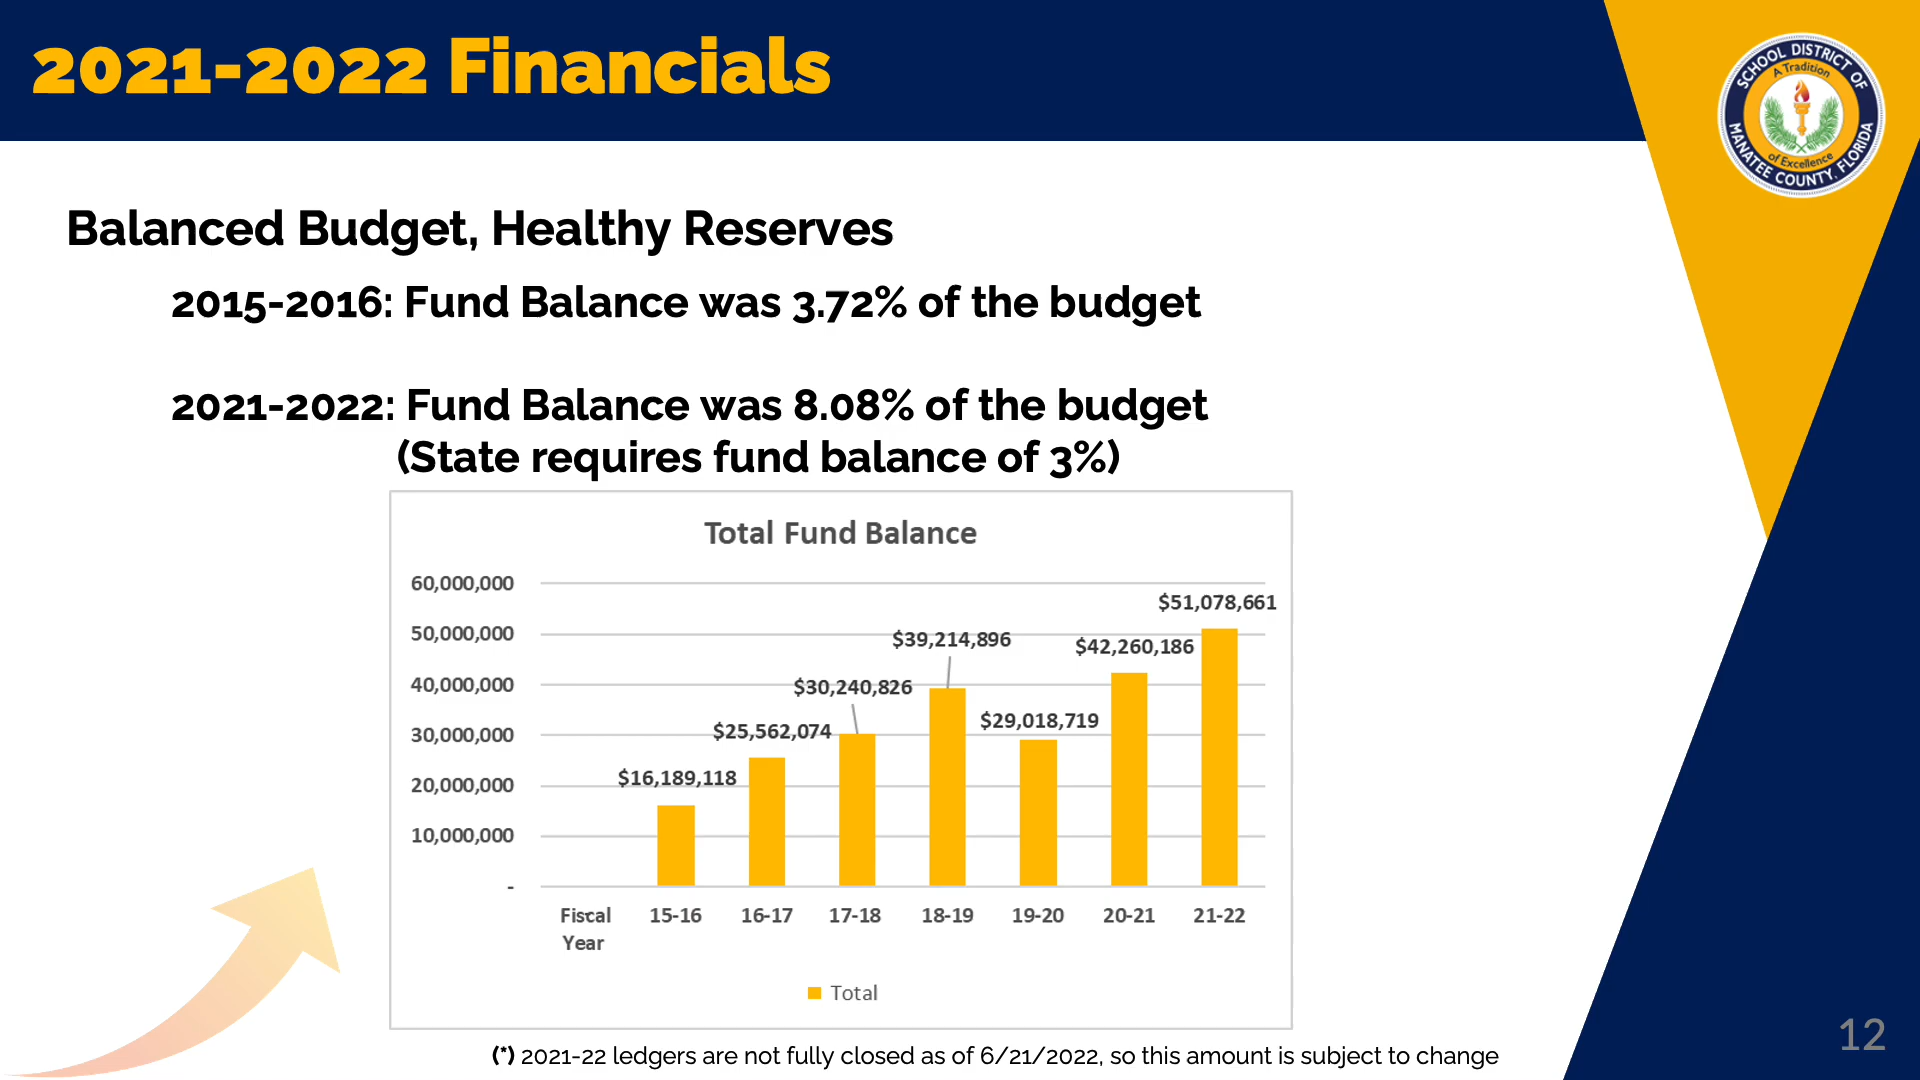 2021-2022 Financials
SCHOOL DISTRICT OF
A Tradition
of Excellence
MANATEE COUNTY, FLORIDA
Balanced Budget, Healthy Reserves
2015-2016: Fund Balance was 3.72% of the budget
2021-2022: Fund Balance was 8.08% of the budget
(State requires fund balance of 3%)
Total Fund Balance
60,000,000
50,000,000
40,000,000
30,000,000
20,000,000
10,000,000
-
$16,189,118
$25,562,074
$30,240,826
$39,214,896
$29,018,719
$42,260,186
$51,078,661
Fiscal
Year
15-16
16-17
17-18
18-19
19-20
20-21
21-22
Total
(*) 2021-22 ledgers are not fully closed as of 6/21/2022, so this amount is subject to change
12